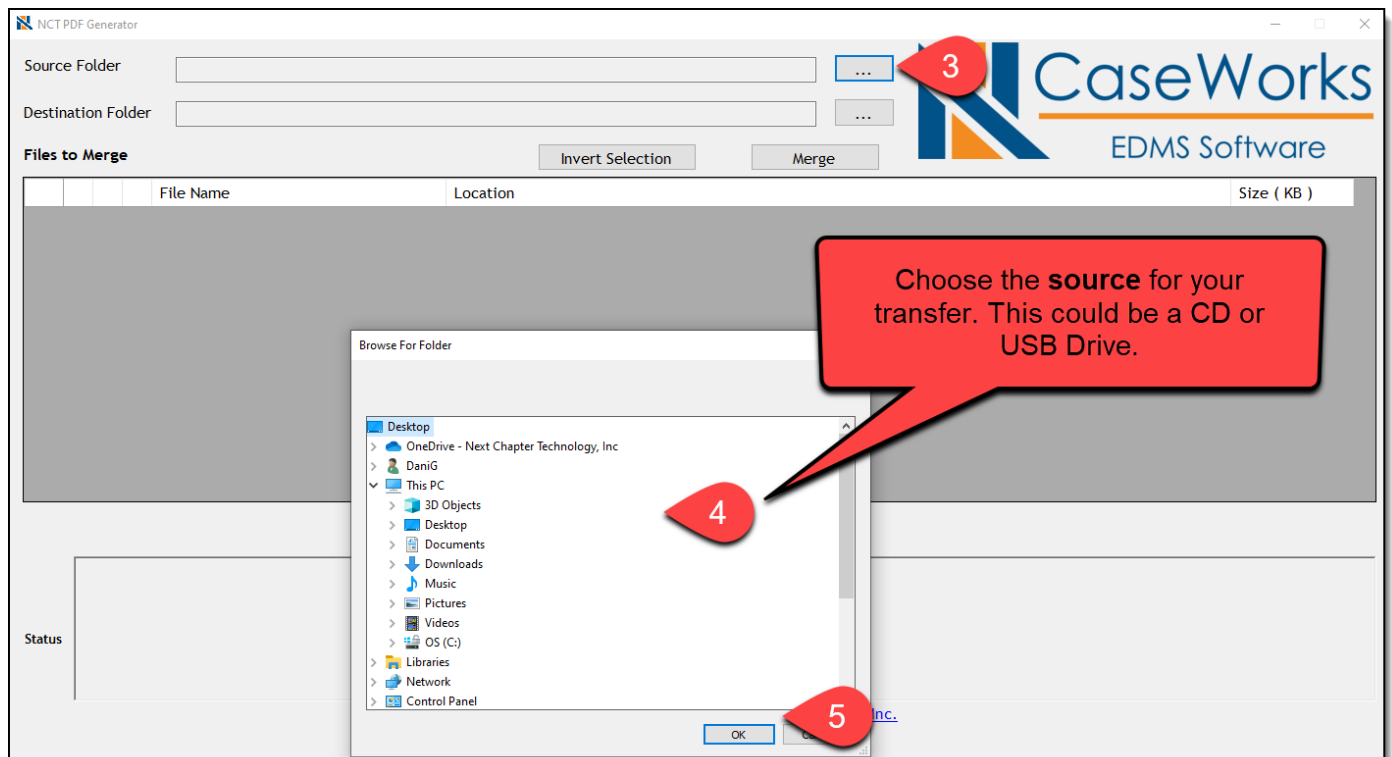 NCT PDF Generator
Source Folder
...
3
CaseWorks
EDMS Software
Destination Folder
...
Files to Merge
Invert Selection
Merge
File Name
Location
Size ( KB )
Choose the source for your
transfer. This could be a CD or
USB Drive.
Browse For Folder
Desktop
OneDrive - Next Chapter Technology, Inc
DaniG
This PC
3D Objects
4
Desktop
Documents
Downloads
Music
Pictures
Videos
OS (C:)
Libraries
Network
Control Panel
Status
5
Inc.
OK